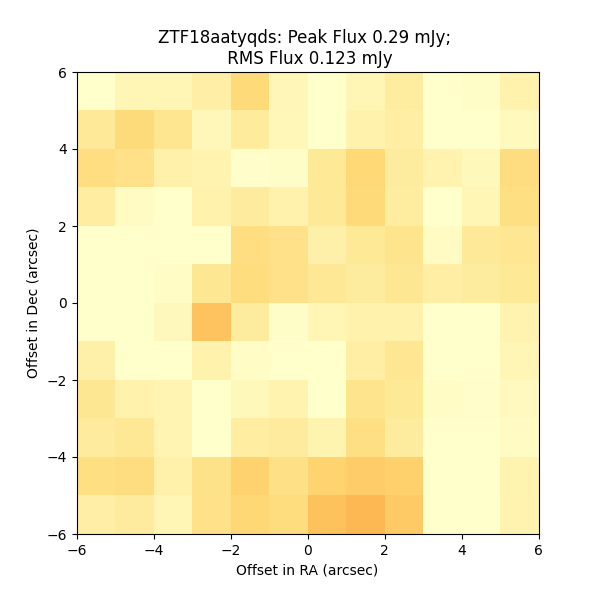 ZTF18aatyqds: Peak Flux 0.29 mJy;
RMS Flux 0.123 mJy
6
4
2
0
−2
−4
−6
Offset in Dec (arcsec)
−6 −4 −2 0 2 4 6
Offset in RA (arcsec)